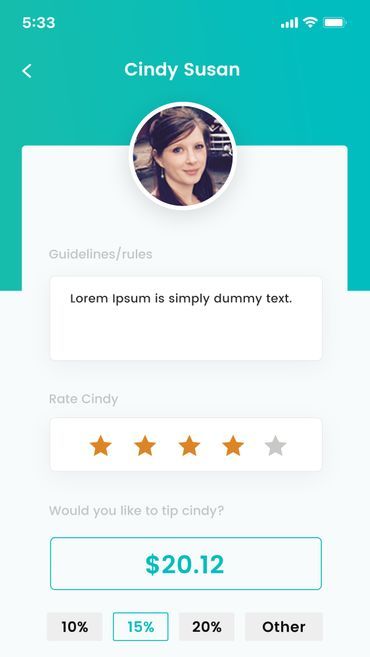 5:33
Cindy Susan
Guidelines/rules
Lorem Ipsum is simply dummy text.
Rate Cindy
Would you like to tip cindy?
$20.12
10% 15% 20% Other